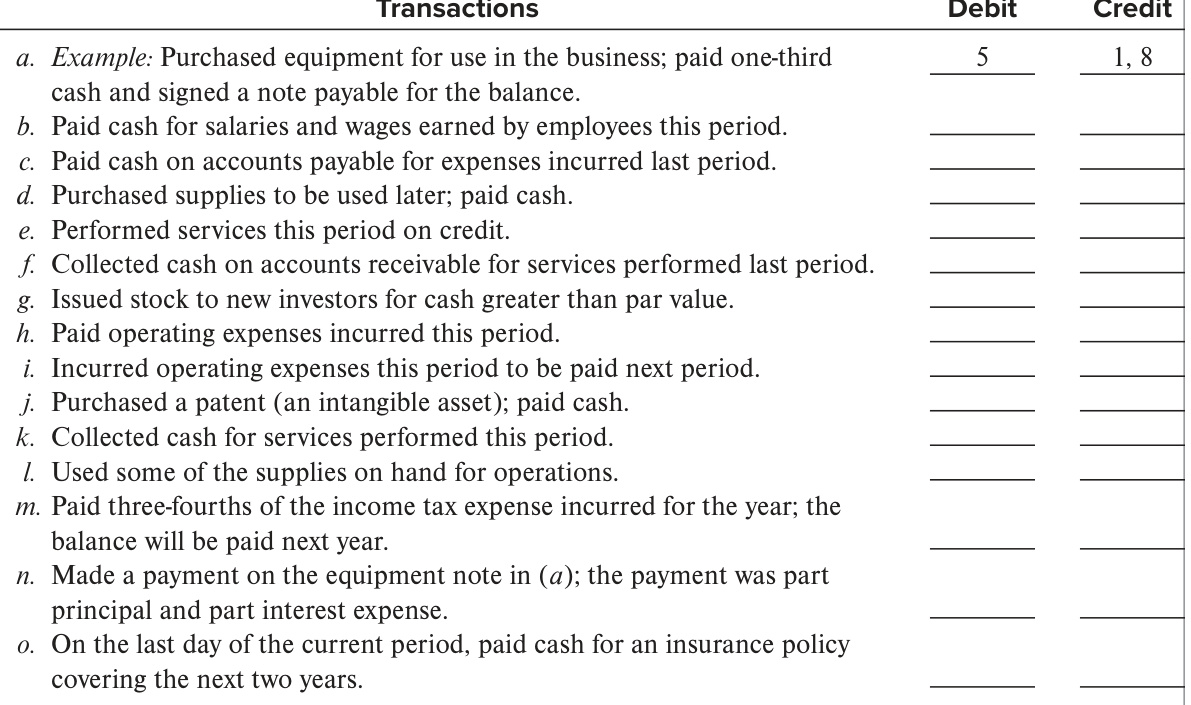 Transactions Debit Credit
a. Example: Purchased equipment for use in the business; paid one-third 5 1, 8
cash and signed a note payable for the balance.
b. Paid cash for salaries and wages earned by employees this period.
c. Paid cash on accounts payable for expenses incurred last period.
d. Purchased supplies to be used later; paid cash.
e. Performed services this period on credit.
f. Collected cash on accounts receivable for services performed last period.
g. Issued stock to new investors for cash greater than par value.
h. Paid operating expenses incurred this period.
i. Incurred operating expenses this period to be paid next period.
j. Purchased a patent (an intangible asset); paid cash.
k. Collected cash for services performed this period.
l. Used some of the supplies on hand for operations.
m. Paid three-fourths of the income tax expense incurred for the year; the
balance will be paid next year.
n. Made a payment on the equipment note in (a); the payment was part
principal and part interest expense.
o. On the last day of the current period, paid cash for an insurance policy
covering the next two years.